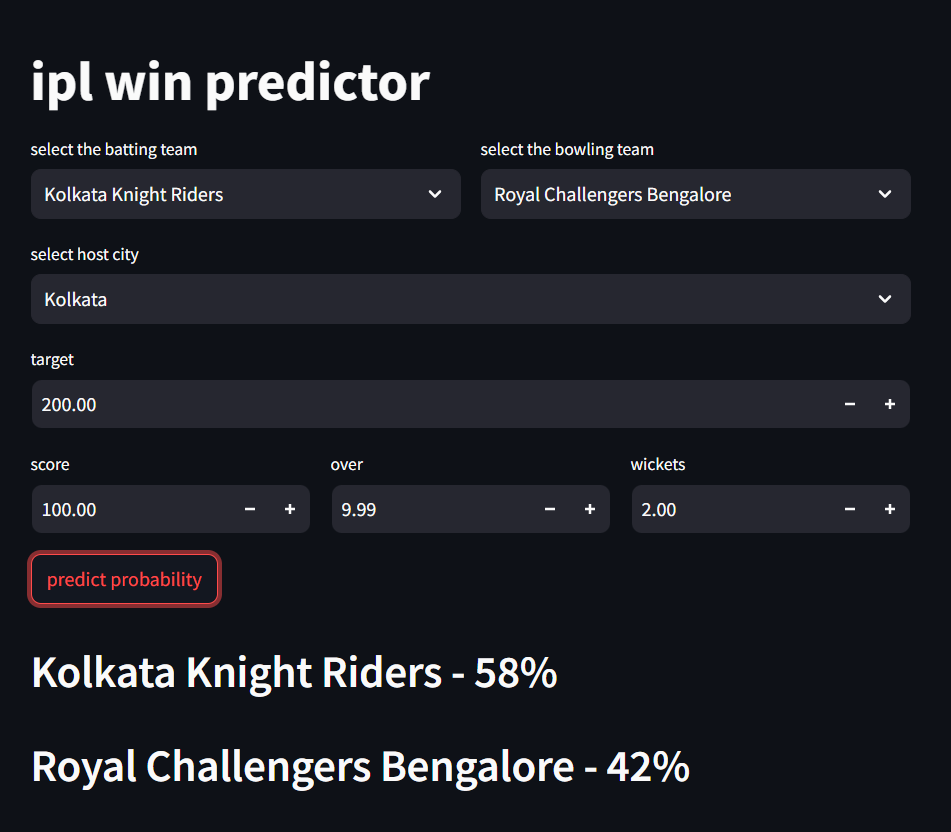 ipl win predictor
select the batting team
select the bowling team
Kolkata Knight Riders
Royal Challengers Bengalore
select host city
Kolkata
target
200.00
score
over
wickets
100.00
9.99
2.00
predict probability
Kolkata Knight Riders - 58%
Royal Challengers Bengalore - 42%